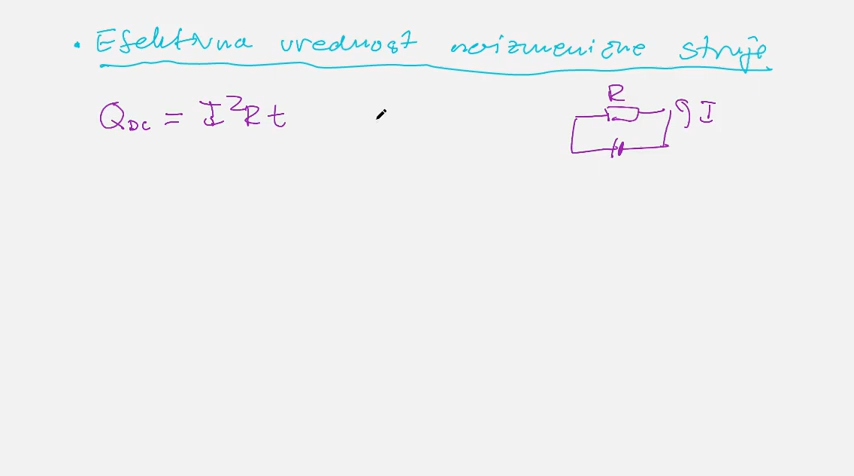 • Efektivna vrednost naizmenične struje
Q_DC = I²Rt
R
I